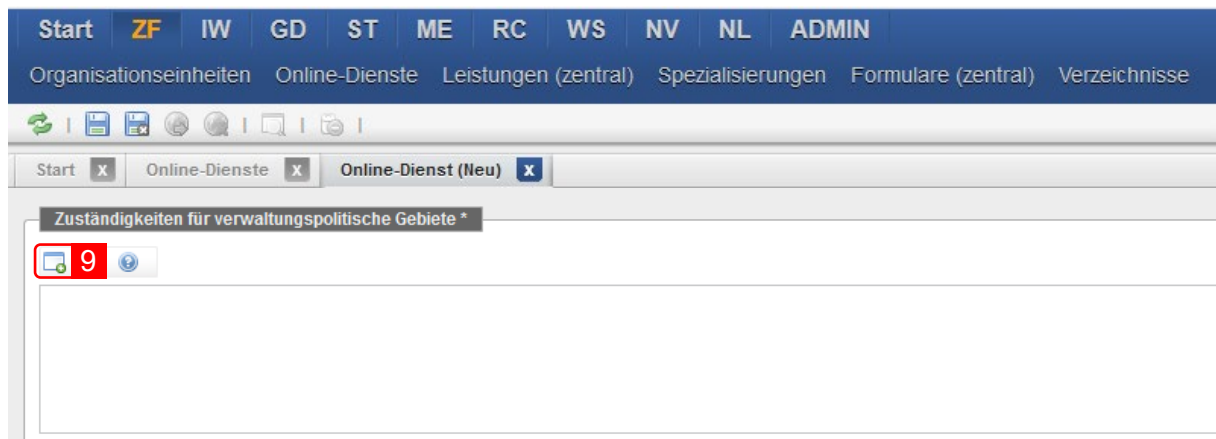 Start ZF IW GD ST ME RC WS NV NL ADMIN
Organisationseinheiten Online-Dienste Leistungen (zentral) Spezialisierungen Formulare (zentral) Verzeichnisse
Start x Online-Dienste x Online-Dienst (Neu) x
Zuständigkeiten für verwaltungspolitische Gebiete *
9 ?